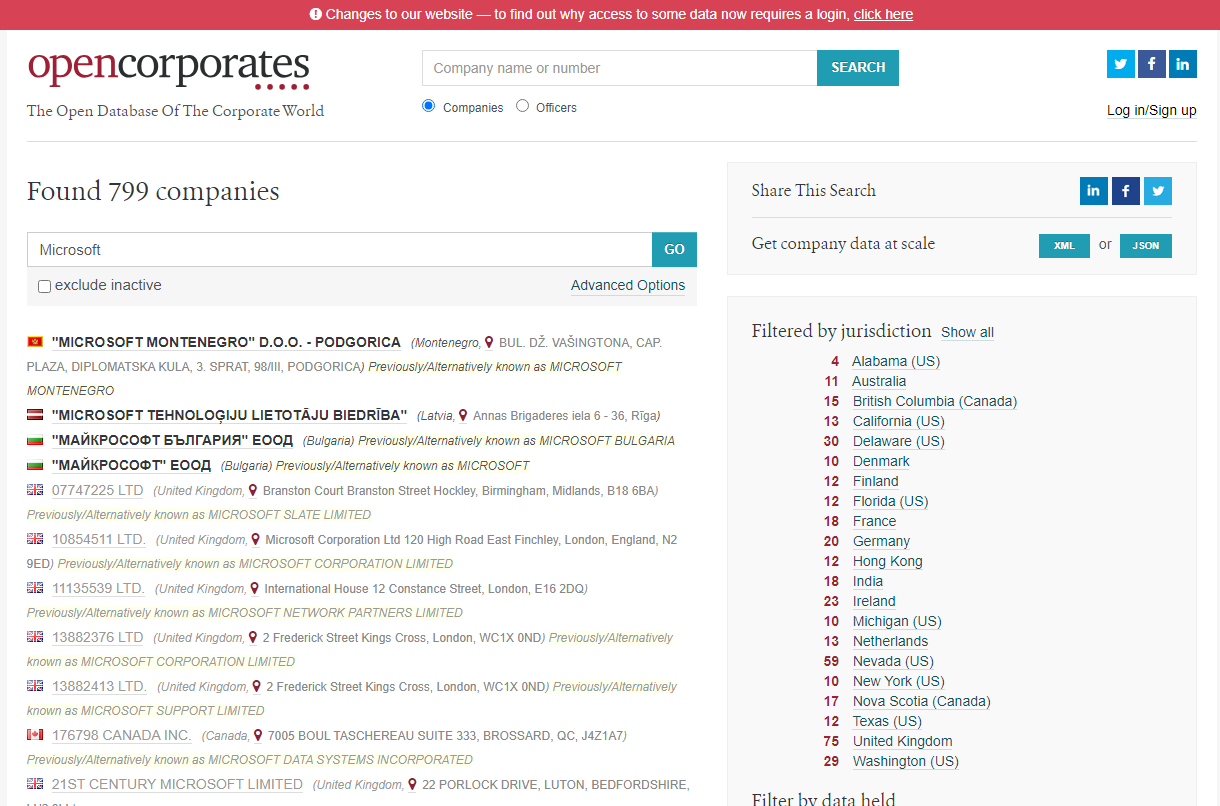 Changes to our website — to find out why access to some data now requires a login, click here
opencorporates
The Open Database Of The Corporate World
Company name or number
SEARCH
Companies
Officers
Log in/Sign up
Found 799 companies
Microsoft
GO
exclude inactive
Advanced Options
"MICROSOFT MONTENEGRO" D.O.O. - PODGORICA (Montenegro, BUL. DŽ. VAŠINGTONA, CAP.
PLAZA, DIPLOMATSKA KULA, 3. SPRAT, 98/III, PODGORICA) Previously/Alternatively known as MICROSOFT
MONTENEGRO
"MICROSOFT TEHNOLOĢIJU LIETOTĀJU BIEDRĪBA" (Latvia, Annas Brigaderes iela 6 - 36, Rīga)
"МАЙКРОСОФТ БЪЛГАРИЯ" ЕООД (Bulgaria) Previously/Alternatively known as MICROSOFT BULGARIA
"МАЙКРОСОФТ" ЕООД (Bulgaria) Previously/Alternatively known as MICROSOFT
07747225 LTD (United Kingdom, Branston Court Branston Street Hockley, Birmingham, Midlands, B18 6BA)
Previously/Alternatively known as MICROSOFT SLATE LIMITED
10854511 LTD. (United Kingdom, Microsoft Corporation Ltd 120 High Road East Finchley, London, England, N2
9ED) Previously/Alternatively known as MICROSOFT CORPORATION LIMITED
11135539 LTD. (United Kingdom, International House 12 Constance Street, London, E16 2DQ)
Previously/Alternatively known as MICROSOFT NETWORK PARTNERS LIMITED
13882376 LTD (United Kingdom, 2 Frederick Street Kings Cross, London, WC1X 0ND) Previously/Alternatively
known as MICROSOFT CORPORATION LIMITED
13882413 LTD. (United Kingdom, 2 Frederick Street Kings Cross, London, WC1X 0ND) Previously/Alternatively
known as MICROSOFT SUPPORT LIMITED
176798 CANADA INC. (Canada, 7005 BOUL TASCHEREAU SUITE 333, BROSSARD, QC, J4Z1A7)
Previously/Alternatively known as MICROSOFT DATA SYSTEMS INCORPORATED
21ST CENTURY MICROSOFT LIMITED (United Kingdom, 22 PORLOCK DRIVE, LUTON, BEDFORDSHIRE,
Share This Search
Get company data at scale
XML or JSON
Filtered by jurisdiction Show all
4 Alabama (US)
11 Australia
15 British Columbia (Canada)
13 California (US)
30 Delaware (US)
10 Denmark
12 Finland
12 Florida (US)
18 France
20 Germany
12 Hong Kong
18 India
23 Ireland
10 Michigan (US)
13 Netherlands
59 Nevada (US)
10 New York (US)
17 Nova Scotia (Canada)
12 Texas (US)
75 United Kingdom
29 Washington (US)
Filter by data held